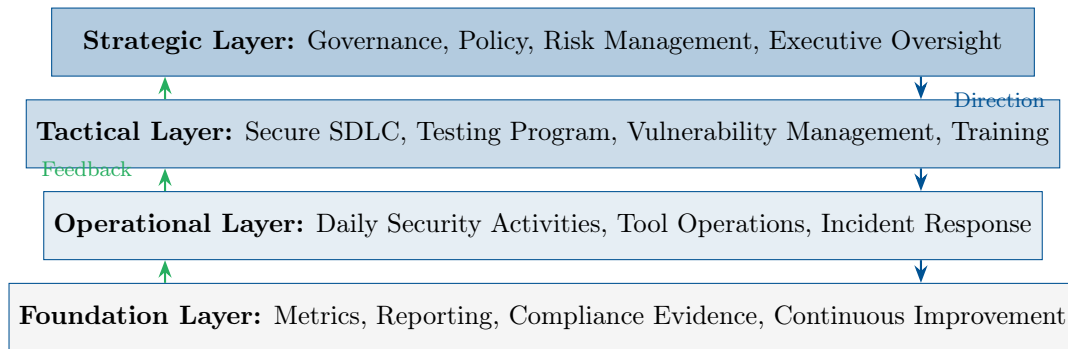 Strategic Layer: Governance, Policy, Risk Management, Executive Oversight
Direction
Tactical Layer: Secure SDLC, Testing Program, Vulnerability Management, Training
Feedback
Operational Layer: Daily Security Activities, Tool Operations, Incident Response
Foundation Layer: Metrics, Reporting, Compliance Evidence, Continuous Improvement